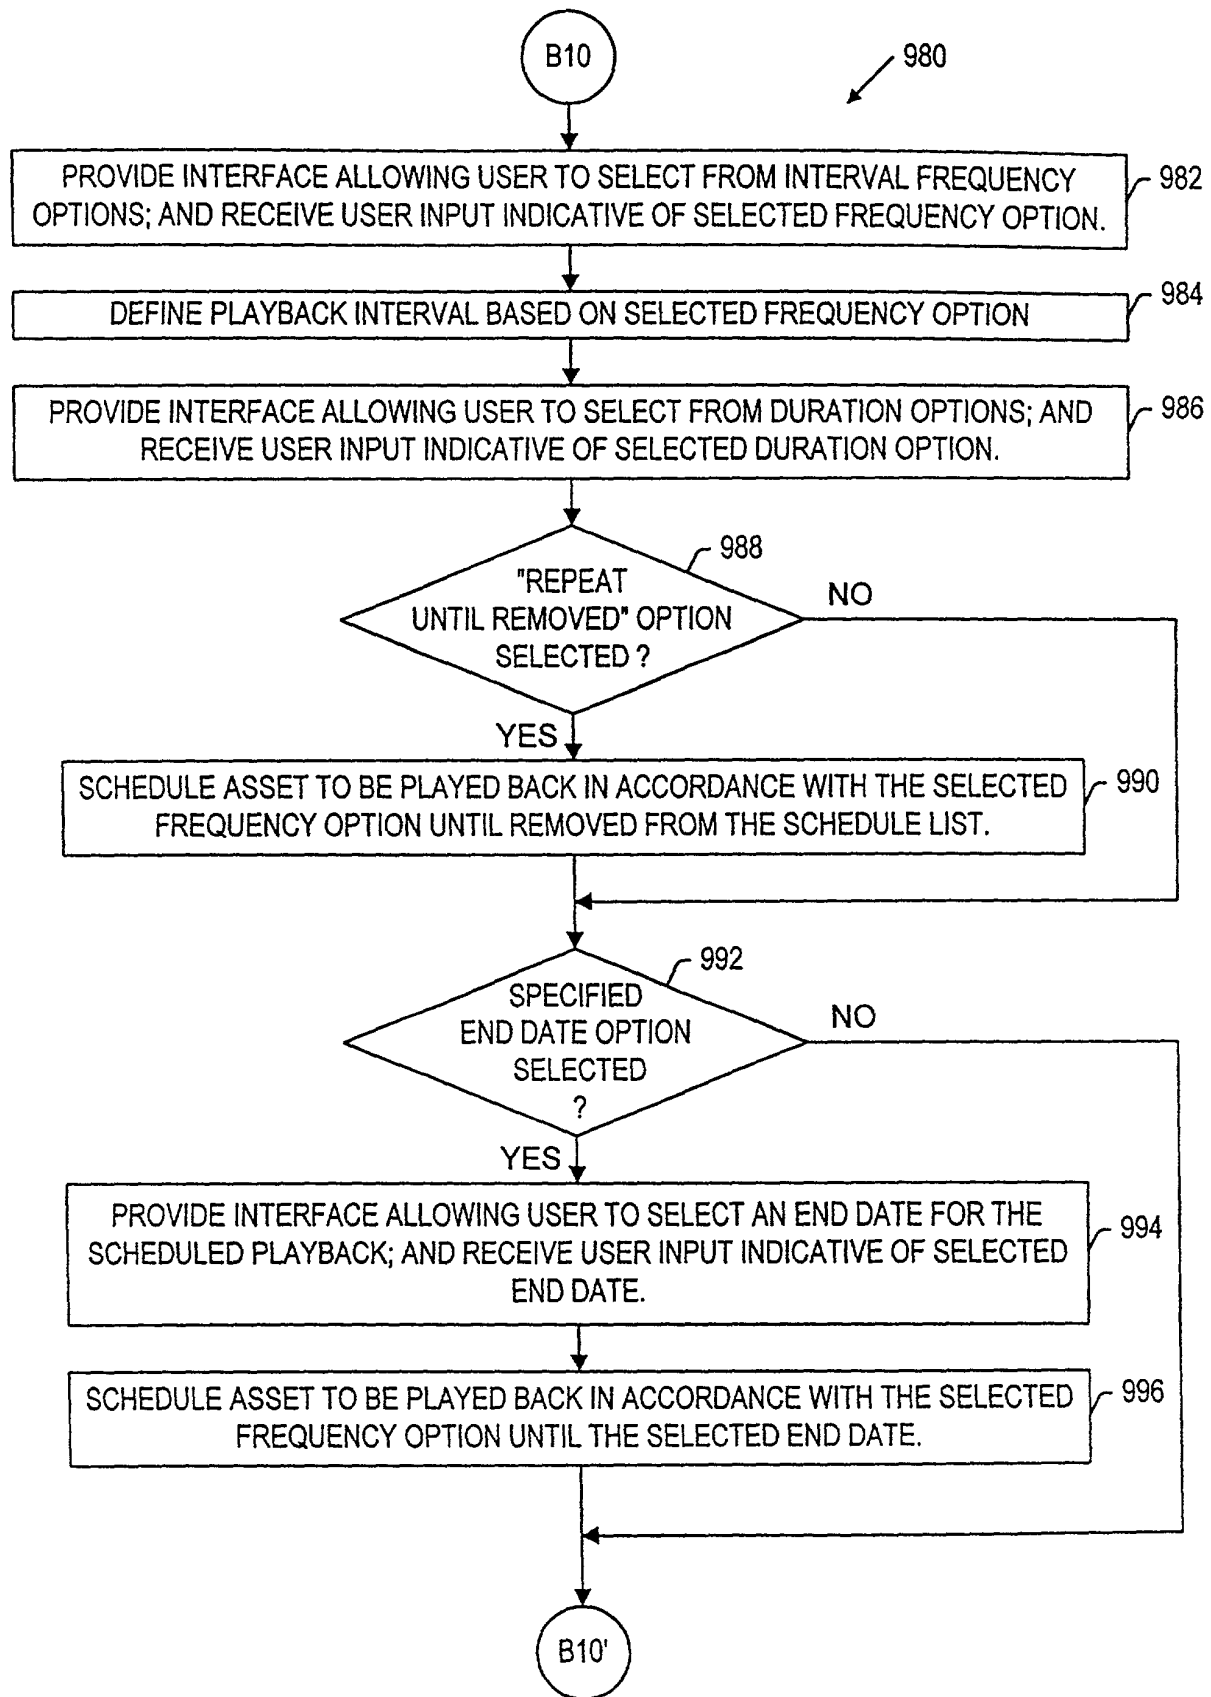 B10
980
PROVIDE INTERFACE ALLOWING USER TO SELECT FROM INTERVAL FREQUENCY
OPTIONS; AND RECEIVE USER INPUT INDICATIVE OF SELECTED FREQUENCY OPTION.
982
DEFINE PLAYBACK INTERVAL BASED ON SELECTED FREQUENCY OPTION
984
PROVIDE INTERFACE ALLOWING USER TO SELECT FROM DURATION OPTIONS; AND
RECEIVE USER INPUT INDICATIVE OF SELECTED DURATION OPTION.
986
988
"REPEAT
UNTIL REMOVED" OPTION
SELECTED ?
NO
YES
SCHEDULE ASSET TO BE PLAYED BACK IN ACCORDANCE WITH THE SELECTED
FREQUENCY OPTION UNTIL REMOVED FROM THE SCHEDULE LIST.
990
992
SPECIFIED
END DATE OPTION
SELECTED
?
NO
YES
PROVIDE INTERFACE ALLOWING USER TO SELECT AN END DATE FOR THE
SCHEDULED PLAYBACK; AND RECEIVE USER INPUT INDICATIVE OF SELECTED
END DATE.
994
SCHEDULE ASSET TO BE PLAYED BACK IN ACCORDANCE WITH THE SELECTED
FREQUENCY OPTION UNTIL THE SELECTED END DATE.
996
B10'